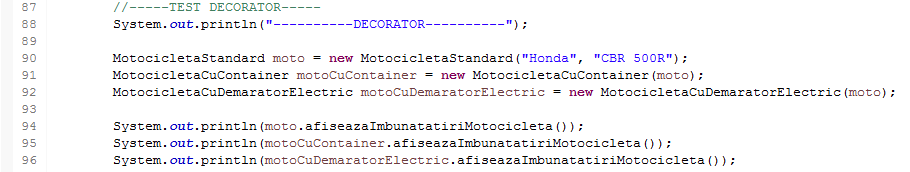 87 //-----TEST DECORATOR-----
88 System.out.println("----------DECORATOR----------");
89
90 MotocicletaStandard moto = new MotocicletaStandard("Honda", "CBR 500R");
91 MotocicletaCuContainer motoCuContainer = new MotocicletaCuContainer(moto);
92 MotocicletaCuDemaratorElectric motoCuDemaratorElectric = new MotocicletaCuDemaratorElectric(moto);
93
94 System.out.println(moto.afiseazaImbunatatiriMotocicleta());
95 System.out.println(motoCuContainer.afiseazaImbunatatiriMotocicleta());
96 System.out.println(motoCuDemaratorElectric.afiseazaImbunatatiriMotocicleta());